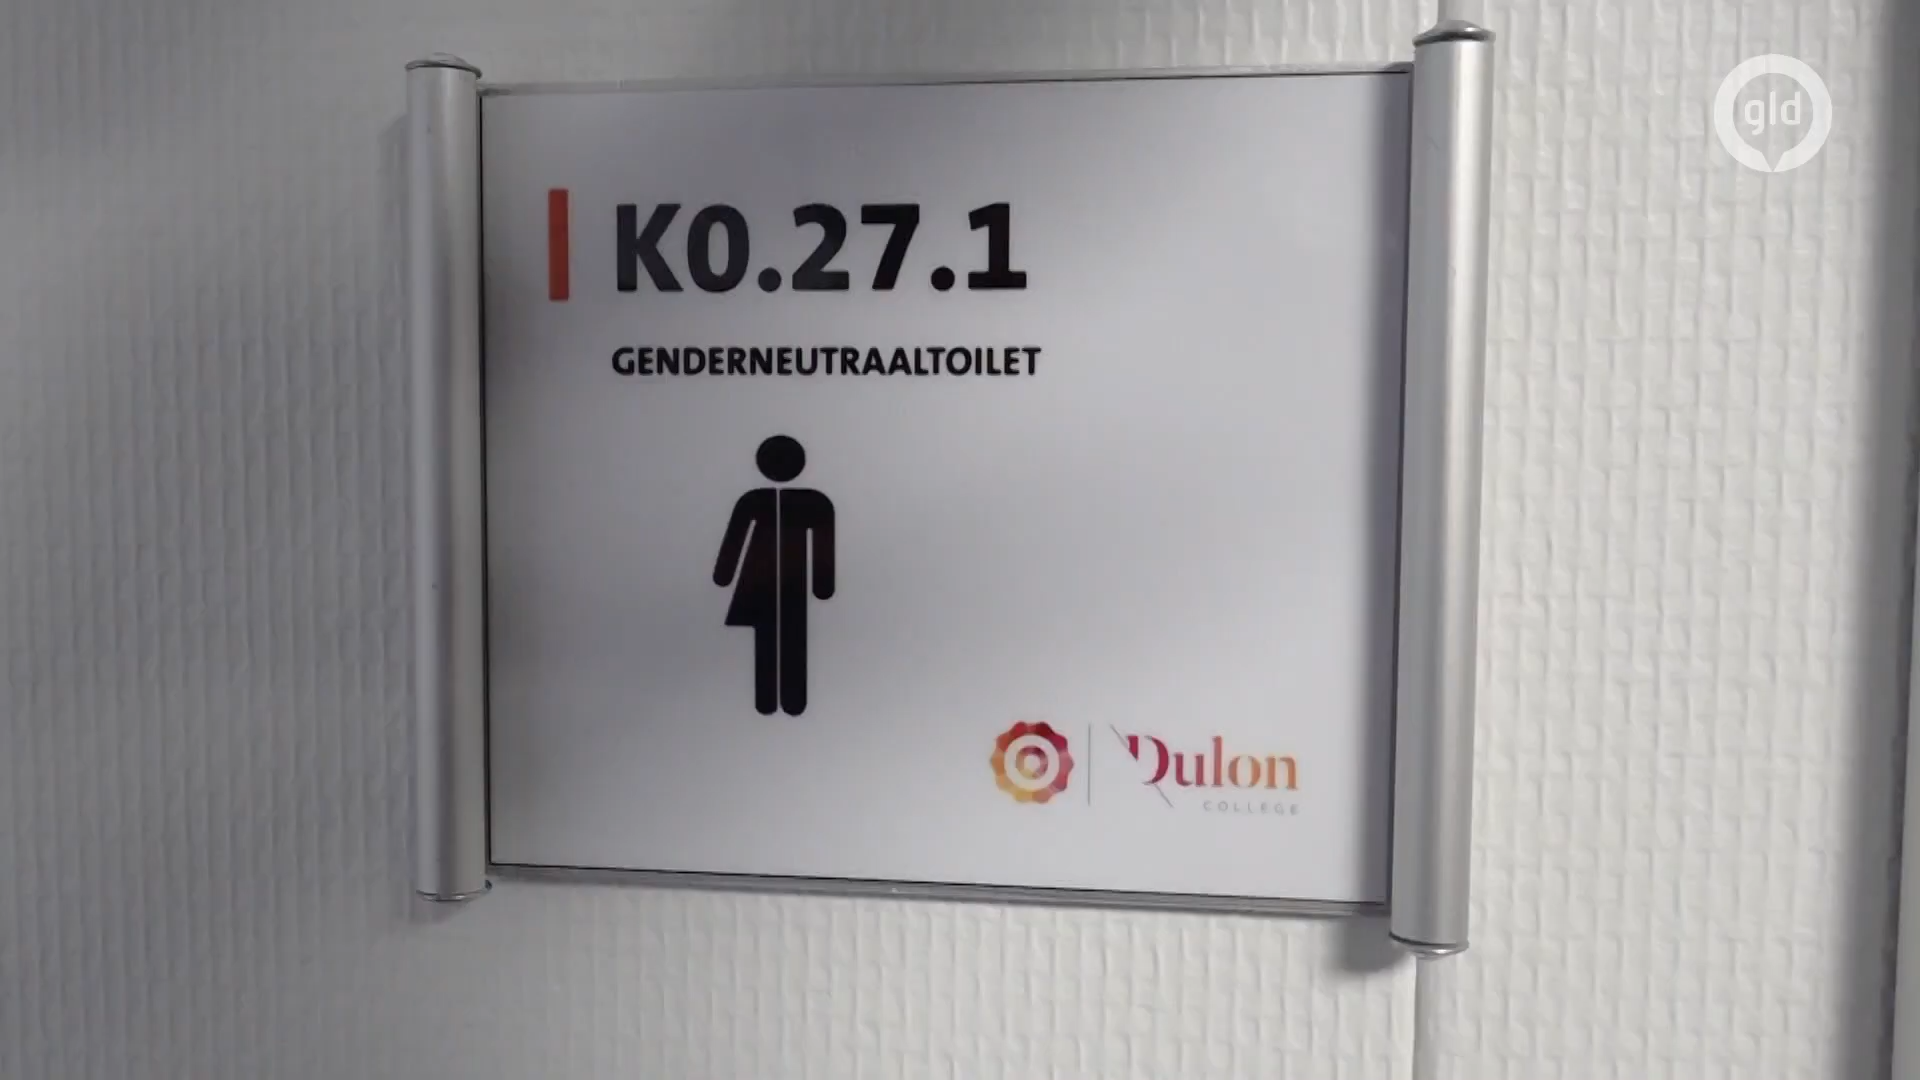 gld
K0.27.1
GENDERNEUTRAALTOILET
Dulon
COLLEGE